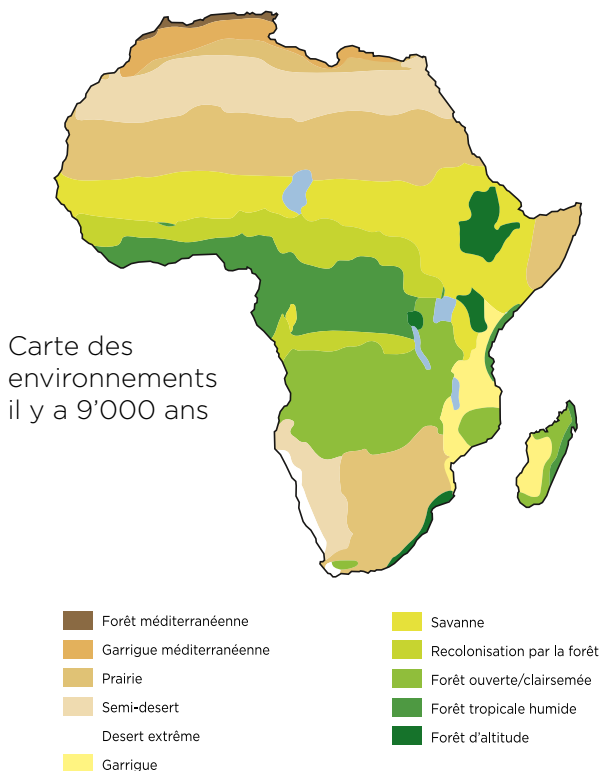 Carte des
environnements
il y a 9’000 ans
Forêt méditerranéenne
Garrigue méditerranéenne
Prairie
Semi-desert
Desert extrême
Garrigue
Savanne
Recolonisation par la forêt
Forêt ouverte/clairsemée
Forêt tropicale humide
Forêt d’altitude